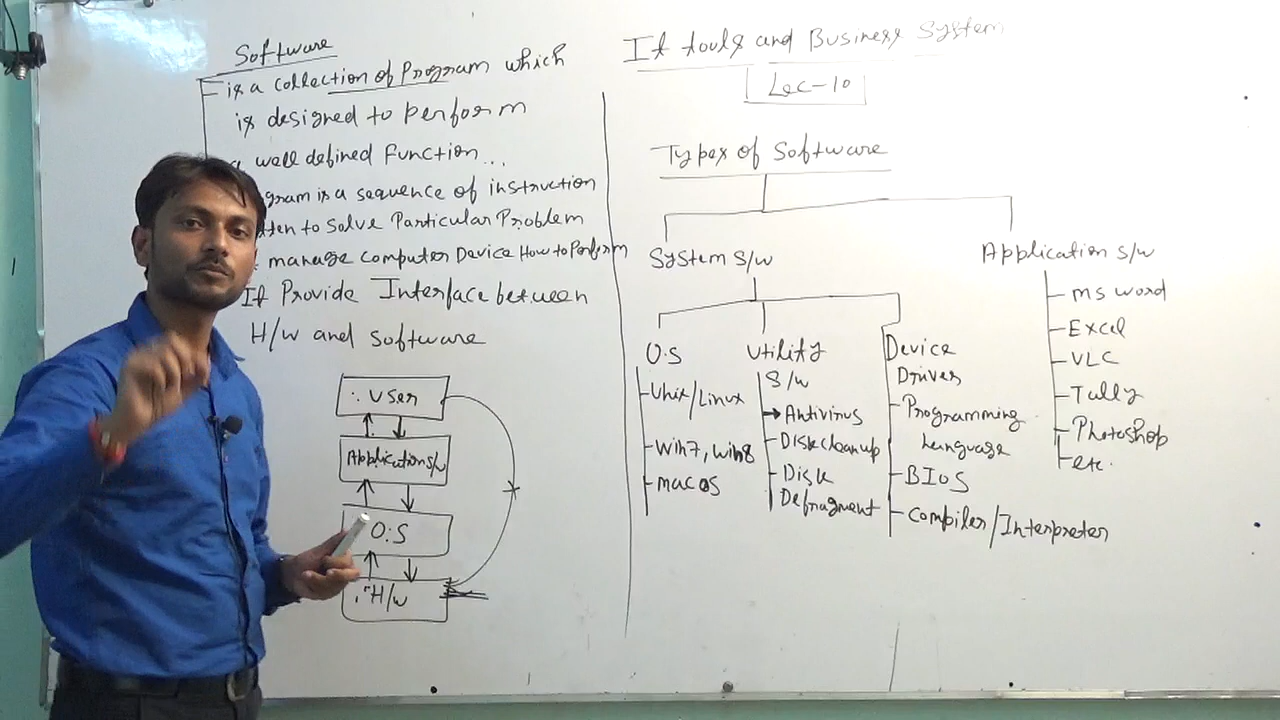 Software
is a collection of Program which
is designed to perform
well defined function...
gram is a sequence of instruction
tten to solve Particular Problem
manage computer Device How to Perform
It Provide Interface between
H/w and software
User
Application s/w
O.S
H/w
It tools and Business System
Lec-10
Types of Software
System s/w
Application s/w
O.S
Unix/Linux
Win7, Win8
mac os
Utility
s/w
Antivirus
Disk cleanup
Disk
Defragment
Device
Driver
Programming
Language
BIOS
Compiler/Interpreter
ms word
Excel
VLC
Tally
Photoshop
etc.